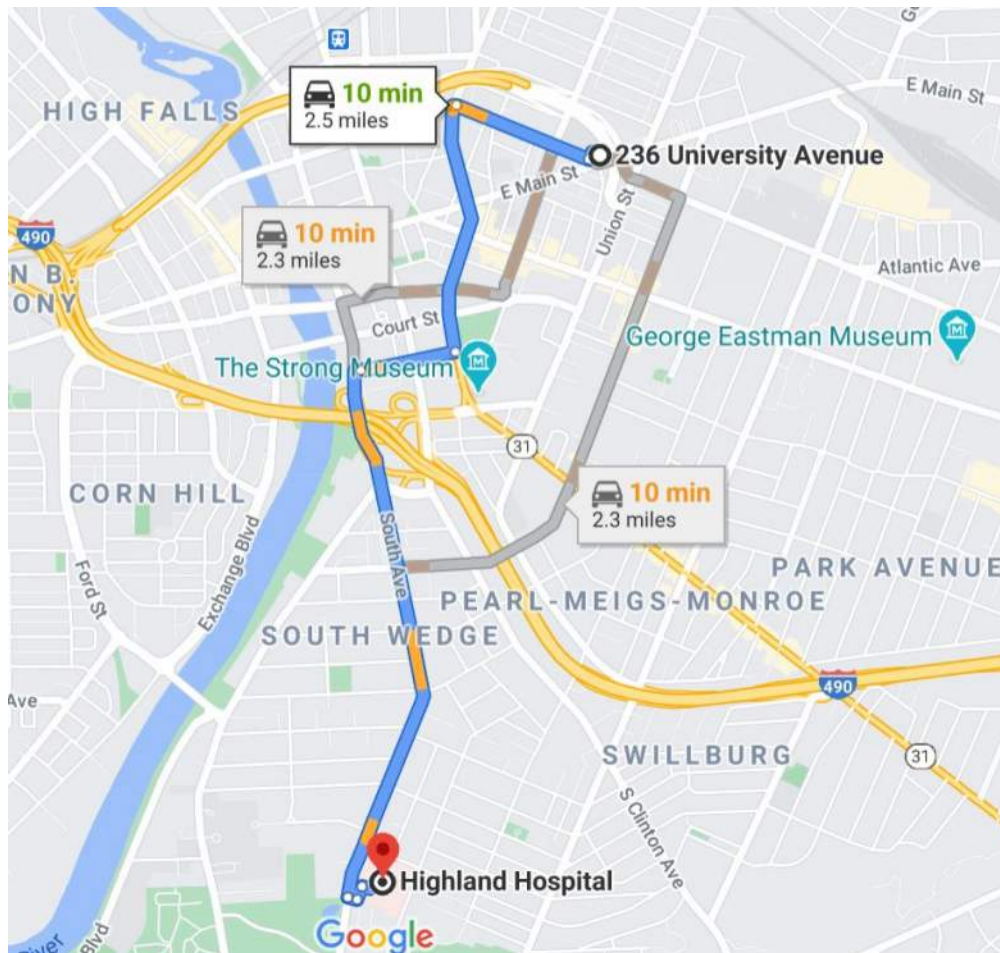 HIGH FALLS
10 min
2.5 miles
E Main St
236 University Avenue
E Main St
Union St
10 min
2.3 miles
490
N B.
ONY
Atlantic Ave
Court St
George Eastman Museum
The Strong Museum
31
CORN HILL
10 min
2.3 miles
South Ave
Exchange Blvd
Ford St
PARK AVENUE
PEARL-MEIGS-MONROE
SOUTH WEDGE
Ave
490
SWILLBURG
31
S Clinton Ave
Highland Hospital
Google
River
Blvd